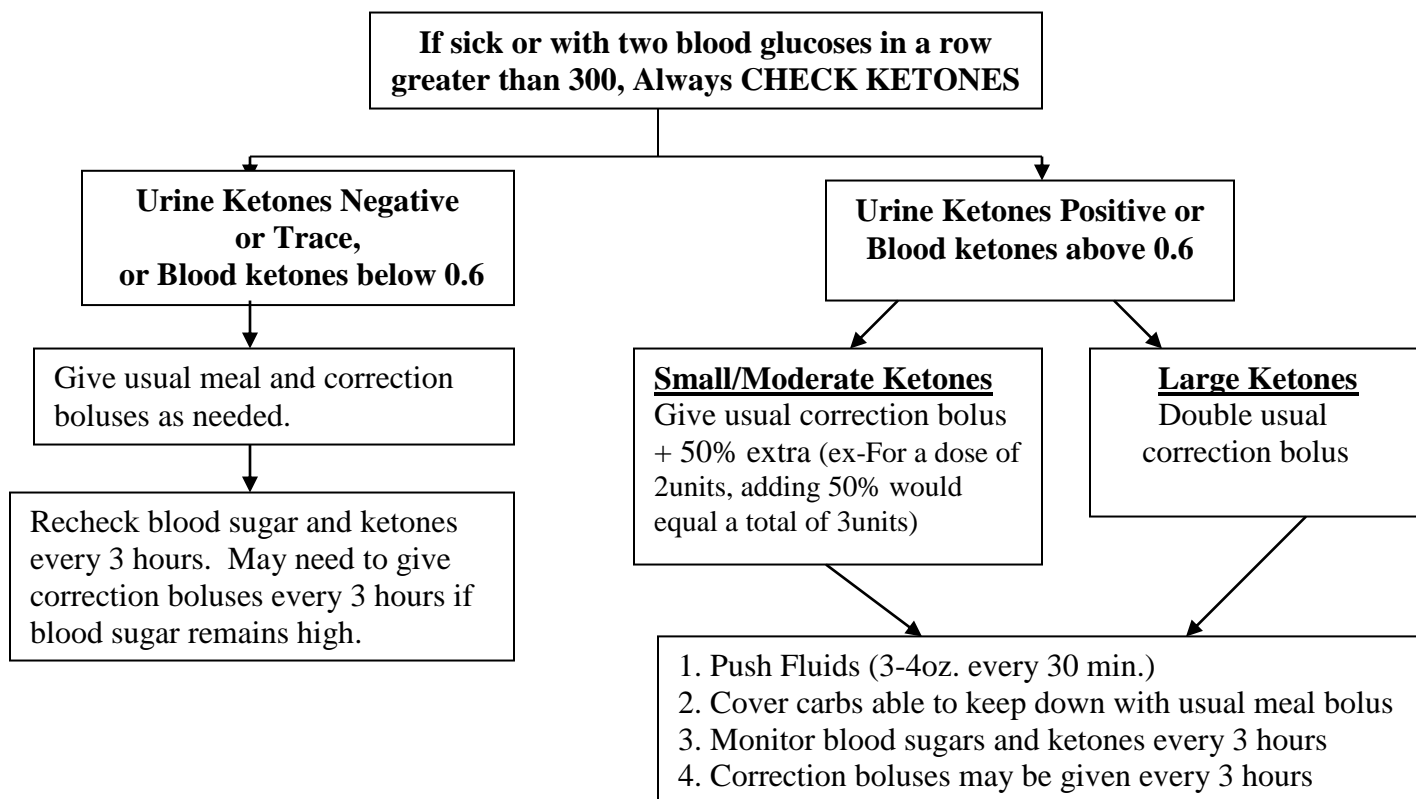 If sick or with two blood glucoses in a row
greater than 300, Always CHECK KETONES
Urine Ketones Negative
or Trace,
or Blood ketones below 0.6
Give usual meal and correction
boluses as needed.
Recheck blood sugar and ketones
every 3 hours.  May need to give
correction boluses every 3 hours if
blood sugar remains high.
Urine Ketones Positive or
Blood ketones above 0.6
Small/Moderate Ketones
Give usual correction bolus
+ 50% extra (ex-For a dose of
2units, adding 50% would
equal a total of 3units)
Large Ketones
Double usual
correction bolus
1. Push Fluids (3-4oz. every 30 min.)
2. Cover carbs able to keep down with usual meal bolus
3. Monitor blood sugars and ketones every 3 hours
4. Correction boluses may be given every 3 hours